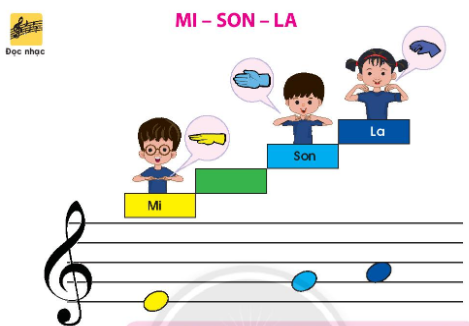 MI – SON – LA
Đọc nhạc
La
Son
Mi